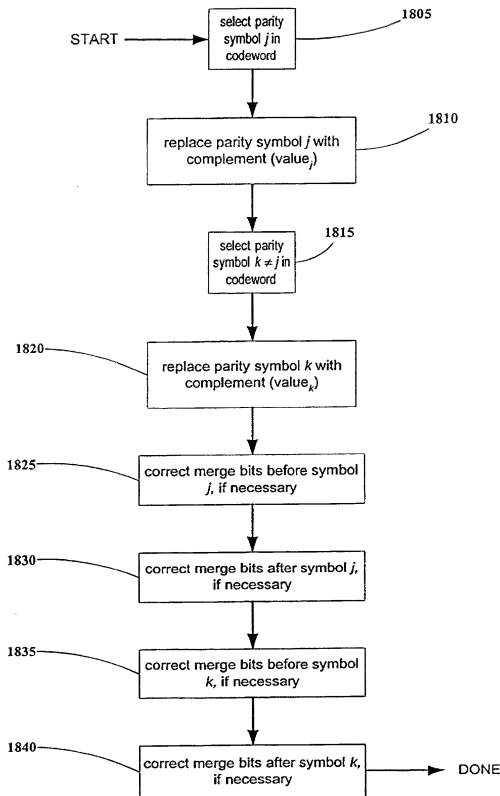 1805
START
select parity
symbol j in
codeword
1810
replace parity symbol j with
complement (value_j)
1815
select parity
symbol k ≠ j in
codeword
1820
replace parity symbol k with
complement (value_k)
1825
correct merge bits before symbol
j, if necessary
1830
correct merge bits after symbol j,
if necessary
1835
correct merge bits before symbol
k, if necessary
1840
correct merge bits after symbol k,
if necessary
DONE